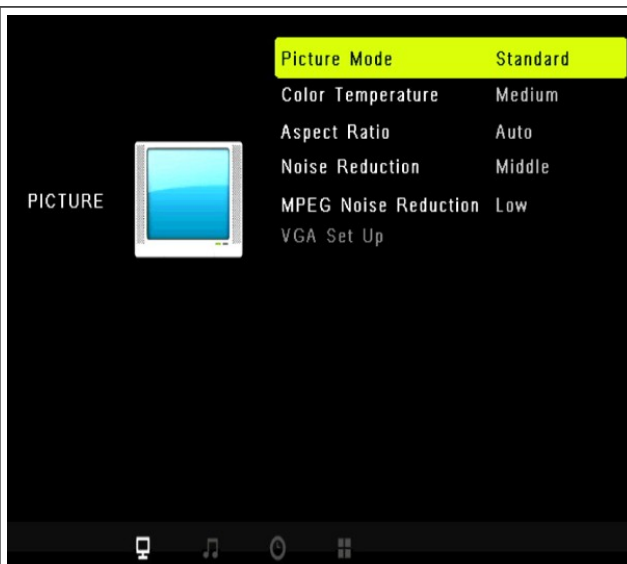 Picture Mode Standard
Color Temperature Medium
Aspect Ratio Auto
Noise Reduction Middle
PICTURE
MPEG Noise Reduction Low
VGA Set Up